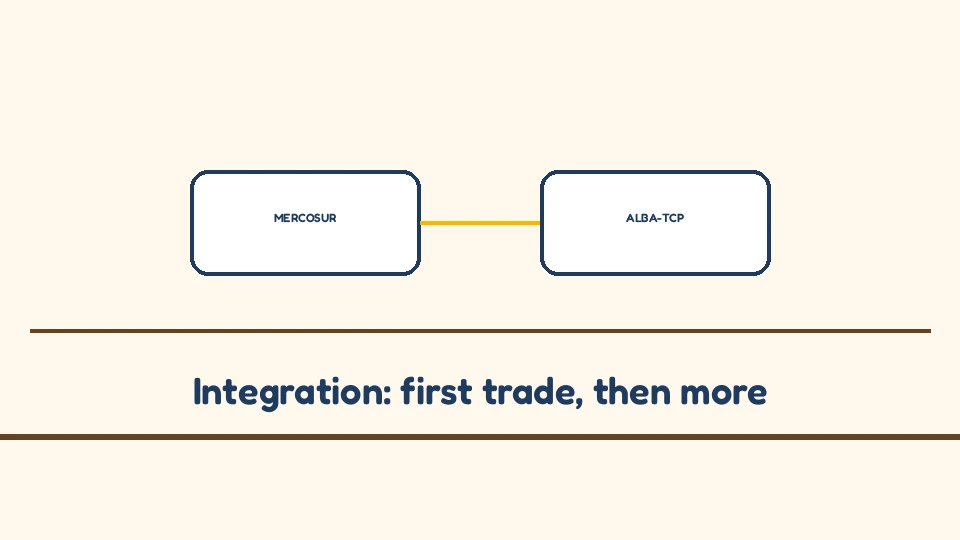 MERCOSUR
ALBA-TCP
Integration: first trade, then more